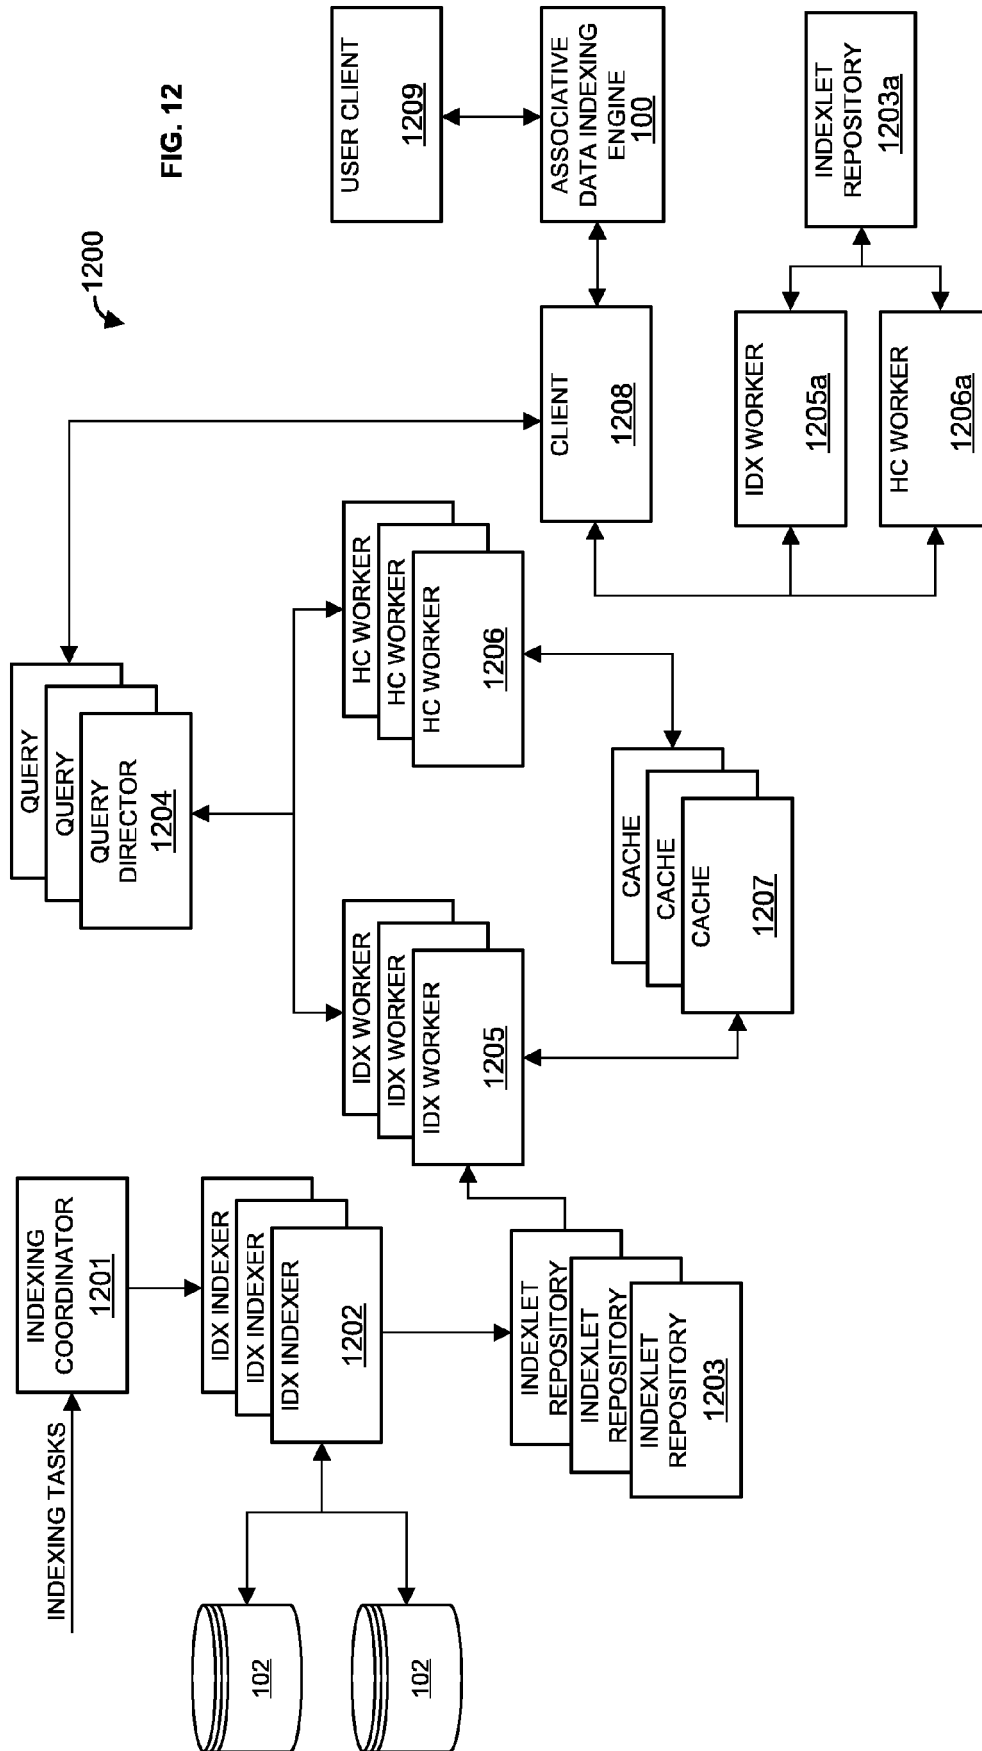 FIG. 12
1200
INDEXING TASKS
INDEXING
COORDINATOR
1201
102
102
IDX INDEXER
IDX INDEXER
IDX INDEXER
1202
INDEXLET
REPOSITORY
INDEXLET
REPOSITORY
INDEXLET
REPOSITORY
1203
QUERY
QUERY
QUERY
DIRECTOR
1204
IDX WORKER
IDX WORKER
IDX WORKER
1205
HC WORKER
HC WORKER
HC WORKER
1206
CACHE
CACHE
CACHE
1207
CLIENT
1208
USER CLIENT
1209
ASSOCIATIVE
DATA INDEXING
ENGINE
100
IDX WORKER
1205a
HC WORKER
1206a
INDEXLET
REPOSITORY
1203a